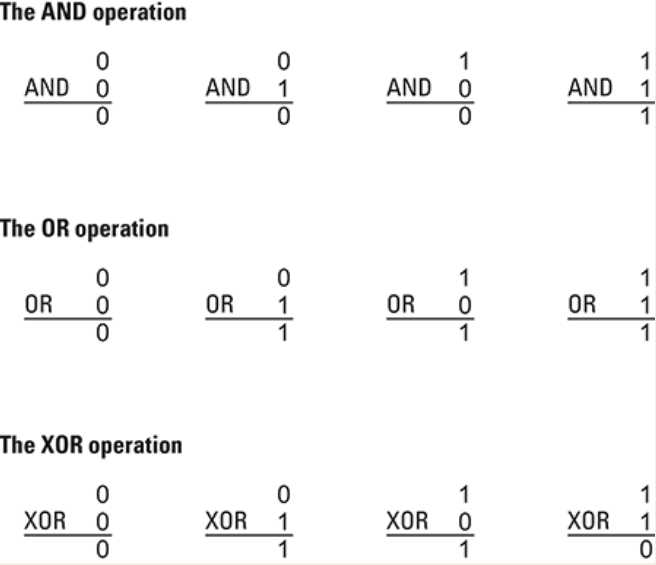 The AND operation
0 0 1 1
AND 0 AND 1 AND 0 AND 1
0 0 0 1
The OR operation
0 0 1 1
OR 0 OR 1 OR 0 OR 1
0 1 1 1
The XOR operation
0 0 1 1
XOR 0 XOR 1 XOR 0 XOR 1
0 1 1 0